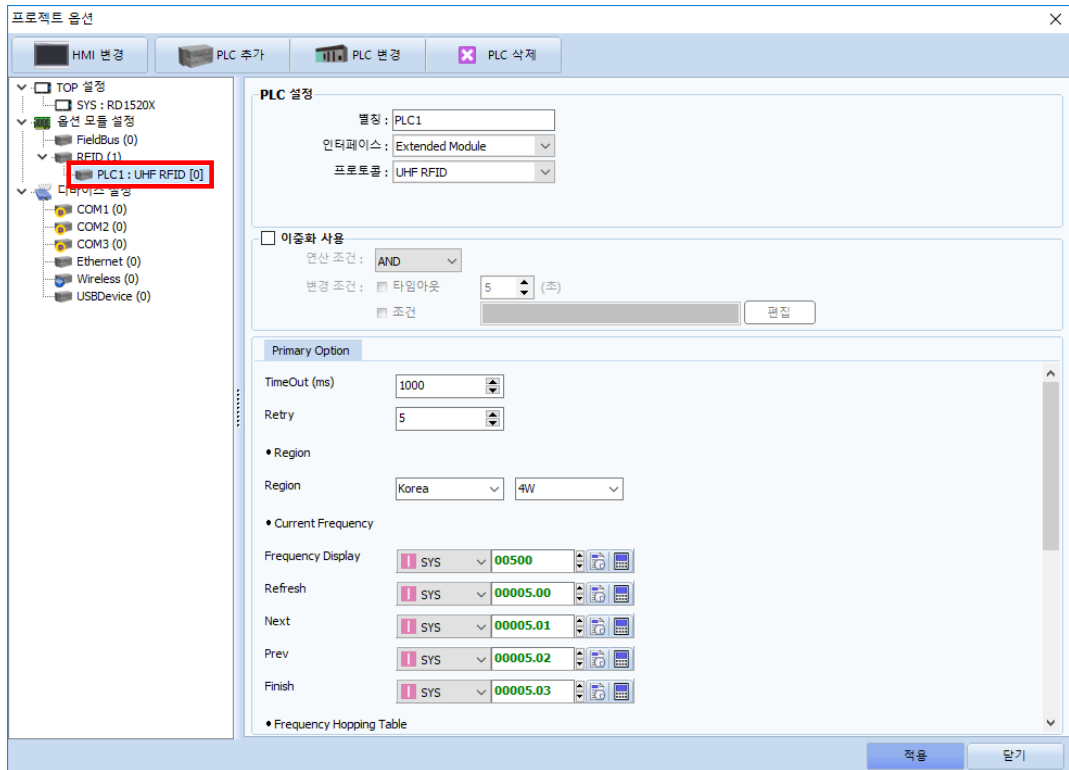 프로젝트 옵션
HMI 변경
PLC 추가
PLC 변경
PLC 삭제
TOP 설정
SYS : RD1520X
옵션 모듈 설정
FieldBus (0)
RFID (1)
PLC1 : UHF RFID [0]
디바이스 설정
COM1 (0)
COM2 (0)
COM3 (0)
Ethernet (0)
Wireless (0)
USBDevice (0)
PLC 설정
별칭 : PLC1
인터페이스 : Extended Module
프로토콜 : UHF RFID
이중화 사용
연산 조건 : AND
변경 조건 : 타임아웃 5 (초)
조건 편집
Primary Option
TimeOut (ms) 1000
Retry 5
• Region
Region Korea 4W
• Current Frequency
Frequency Display I SYS 00500
Refresh I SYS 00005.00
Next I SYS 00005.01
Prev I SYS 00005.02
Finish I SYS 00005.03
• Frequency Hopping Table
적용 닫기